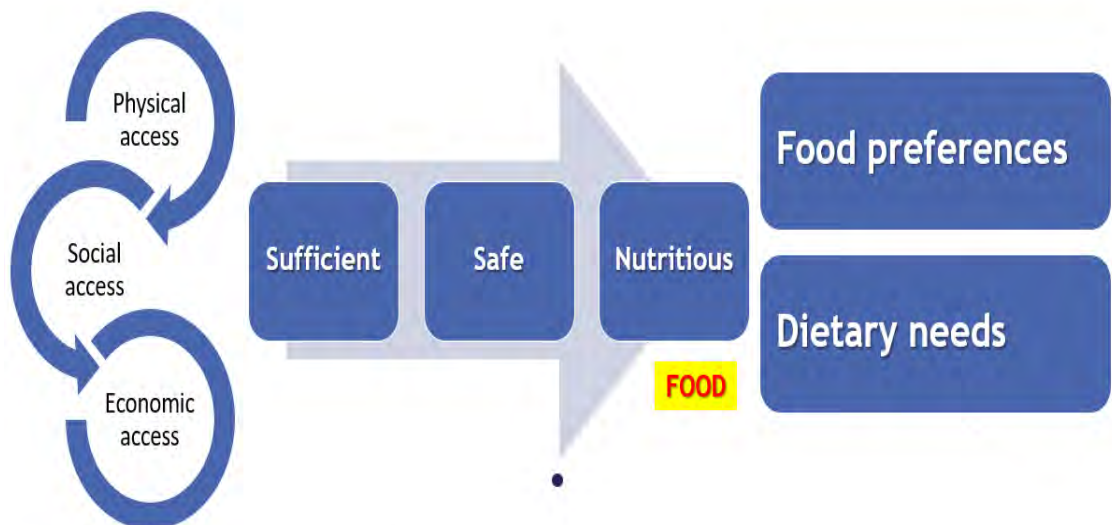 Physical
access
Social
access
Economic
access
Sufficient
Safe
Nutritious
FOOD
Food preferences
Dietary needs